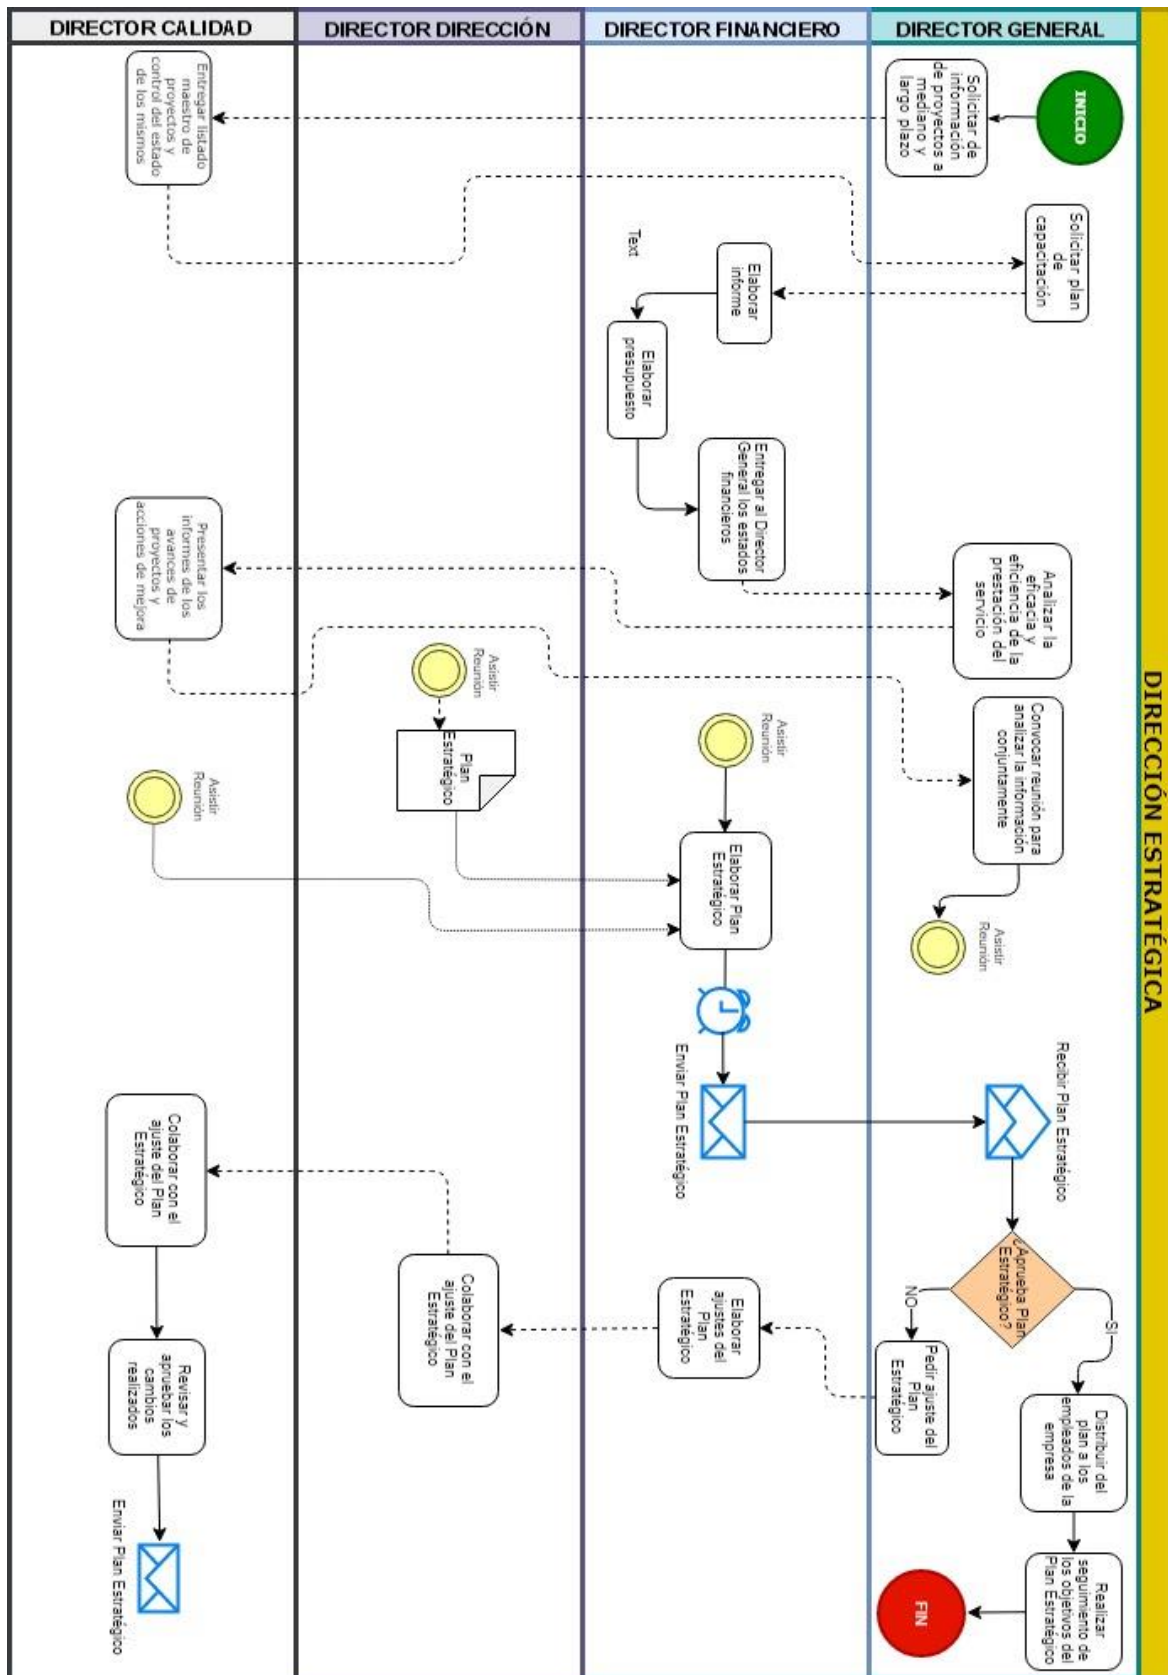 DIRECTOR CALIDAD
DIRECTOR DIRECCIÓN
DIRECTOR FINANCIERO
DIRECTOR GENERAL
DIRECCIÓN ESTRATÉGICA
INICIO
Solicitar de
información
de proyectos a
mediano y
largo plazo
Entregar listado
maestro de
proyectos y
control del estado
de los mismos
Solicitar plan
de
capacitación
Elaborar
informe
Text
Elaborar
presupuesto
Entregar al Director
General los estados
financieros
Analizar la
eficacia y
eficiencia de la
prestación del
servicio
Presentar los
informes de los
avances de
proyectos y
acciones de mejora
Convocar reunión para
analizar la información
conjuntamente
Asistir
Reunión
Asistir
Reunión
Plan
Estratégico
Asistir
Reunión
Asistir
Reunión
Elaborar Plan
Estratégico
Enviar Plan Estratégico
Recibir Plan Estratégico
¿Aprueba Plan
Estratégico?
SI
NO
Pedir ajuste del
Plan
Estratégico
Elaborar
ajustes del
Plan
Estratégico
Colaborar con el
ajuste del Plan
Estratégico
Colaborar con el
ajuste del Plan
Estratégico
Revisar y
apruebar los
cambios
realizados
Enviar Plan Estratégico
Distribuir del
plan a los
empleados de la
empresa
Realizar
seguimiento de
los objetivos del
Plan Estratégico
FIN